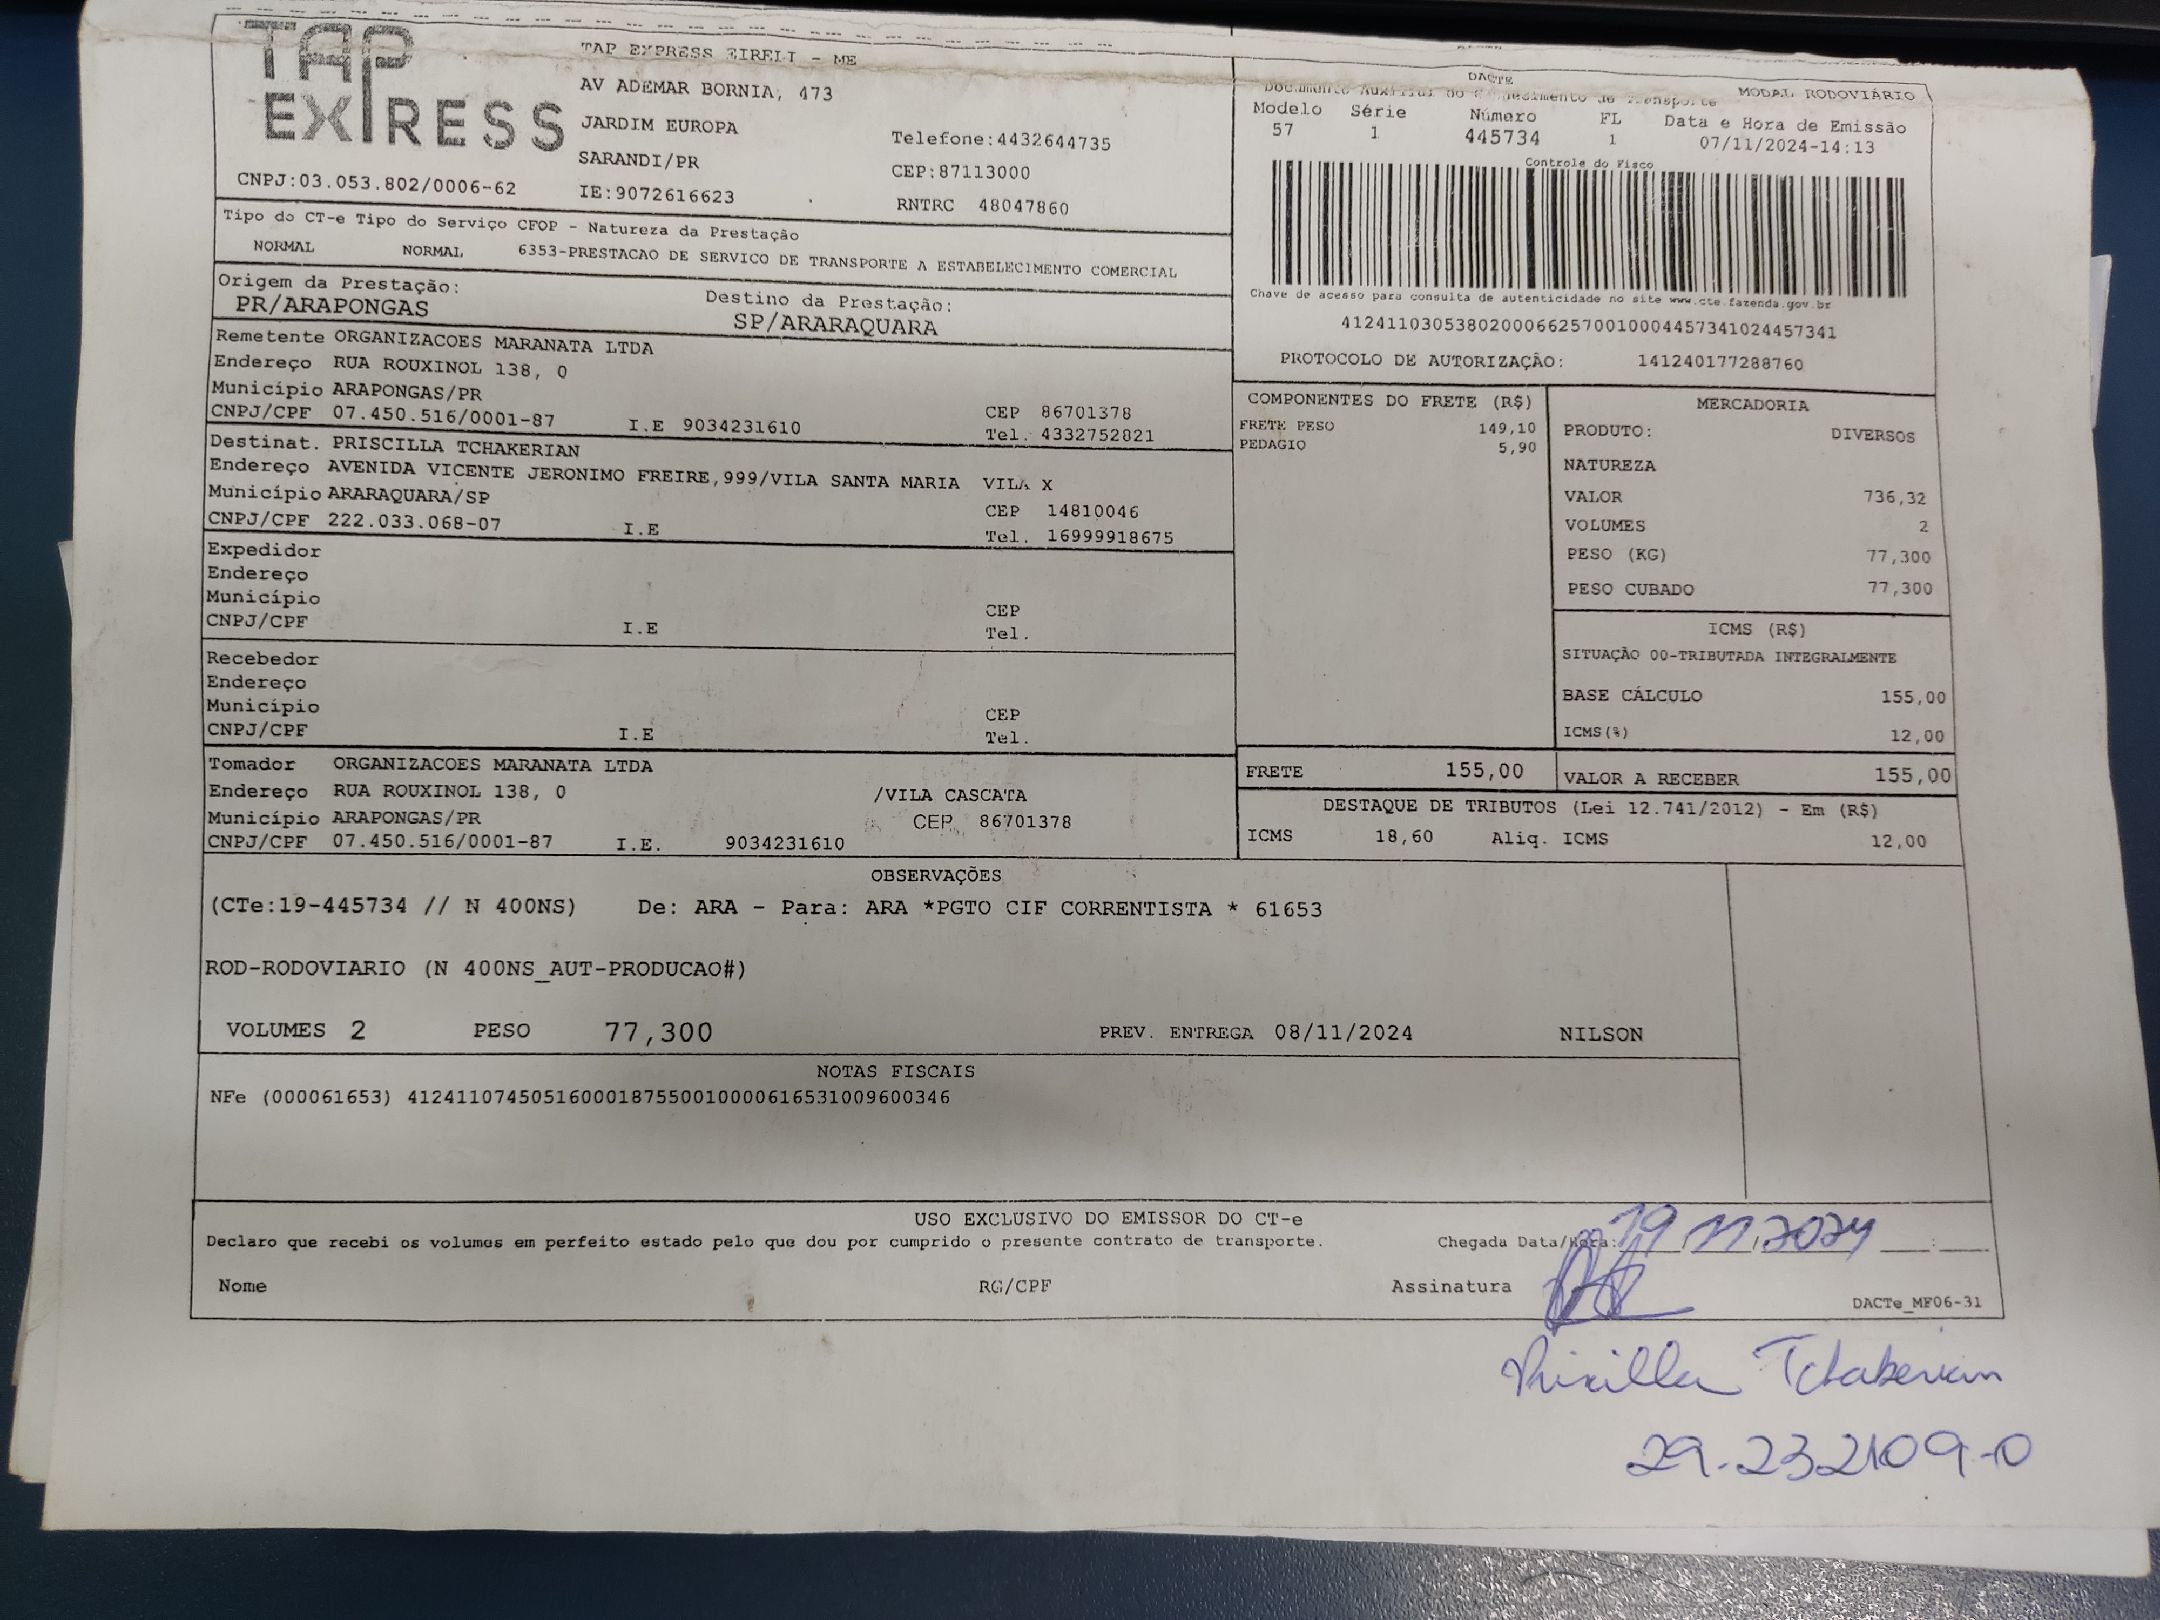 TAP
EXPRESS
CNPJ:03.053.802/0006-62
TAP EXPRESS EIRELI - ME
AV ADEMAR BORNIA, 473
JARDIM EUROPA
SARANDI/PR
IE:9072616623
Telefone:4432644735
CEP:87113000
RNTRC 48047860
DACTE
Documento Auxiliar do Conhecimento de Transporte
MODAL RODOVIÁRIO
Modelo Série Número FL Data e Hora de Emissão
57 1 445734 1 07/11/2024-14:13
Controle do Fisco
Chave de acesso para consulta de autenticidade no site www.cte.fazenda.gov.br
41241103053802000662570010004457341024457341
PROTOCOLO DE AUTORIZAÇÃO: 141240177288760
Tipo do CT-e Tipo do Serviço CFOP - Natureza da Prestação
NORMAL NORMAL 6353-PRESTACAO DE SERVICO DE TRANSPORTE A ESTABELECIMENTO COMERCIAL
Origem da Prestação: Destino da Prestação:
PR/ARAPONGAS SP/ARARAQUARA
Remetente ORGANIZACOES MARANATA LTDA
Endereço RUA ROUXINOL 138, 0
Município ARAPONGAS/PR CEP 86701378
CNPJ/CPF 07.450.516/0001-87 I.E 9034231610 Tel. 4332752821
Destinat. PRISCILLA TCHAKERIAN
Endereço AVENIDA VICENTE JERONIMO FREIRE,999/VILA SANTA MARIA VILA X
Município ARARAQUARA/SP CEP 14810046
CNPJ/CPF 222.033.068-07 I.E Tel. 16999918675
Expedidor
Endereço
Município CEP
CNPJ/CPF I.E Tel.
Recebedor
Endereço
Município CEP
CNPJ/CPF I.E Tel.
Tomador ORGANIZACOES MARANATA LTDA
Endereço RUA ROUXINOL 138, 0 /VILA CASCATA
Município ARAPONGAS/PR CEP 86701378
CNPJ/CPF 07.450.516/0001-87 I.E. 9034231610
COMPONENTES DO FRETE (R$)
FRETE PESO 149,10
PEDAGIO 5,90
MERCADORIA
PRODUTO: DIVERSOS
NATUREZA
VALOR 736,32
VOLUMES 2
PESO (KG) 77,300
PESO CUBADO 77,300
ICMS (R$)
SITUAÇÃO 00-TRIBUTADA INTEGRALMENTE
BASE CÁLCULO 155,00
ICMS(%) 12,00
FRETE 155,00 VALOR A RECEBER 155,00
DESTAQUE DE TRIBUTOS (Lei 12.741/2012) - Em (R$)
ICMS 18,60 Aliq. ICMS 12,00
OBSERVAÇÕES
(CTe:19-445734 // N 400NS) De: ARA - Para: ARA *PGTO CIF CORRENTISTA * 61653
ROD-RODOVIARIO (N 400NS_AUT-PRODUCAO#)
VOLUMES 2 PESO 77,300 PREV. ENTREGA 08/11/2024 NILSON
NOTAS FISCAIS
NFe (000061653) 41241107450516000187550010000616531009600346
USO EXCLUSIVO DO EMISSOR DO CT-e
Declaro que recebi os volumes em perfeito estado pelo que dou por cumprido o presente contrato de transporte. Chegada Data/Hora: 19 11 2024
Nome RG/CPF Assinatura
DACTe_MF06-31
Priscilla Tchakerian
29.232109-0